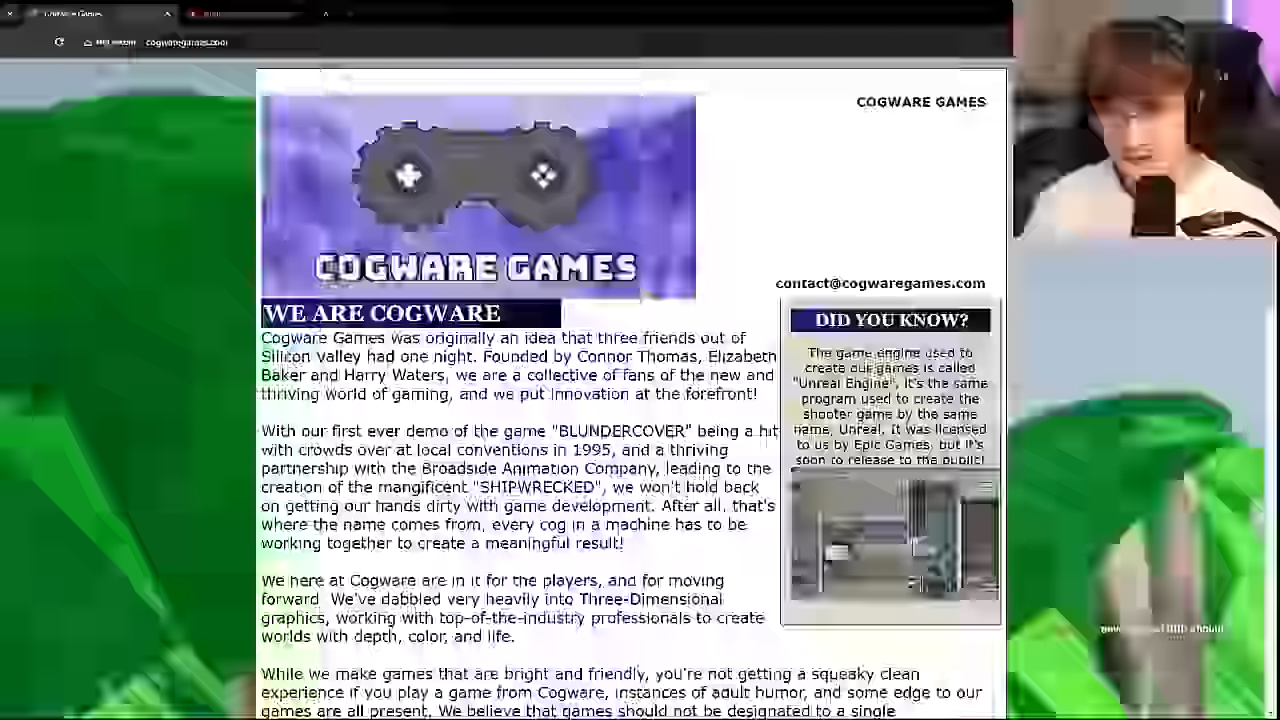 Cogware Games
cogwaregames.com
COGWARE GAMES
COGWARE GAMES
contact@cogwaregames.com
WE ARE COGWARE
Cogware Games was originally an idea that three friends out of
Silicon Valley had one night. Founded by Connor Thomas, Elizabeth
Baker and Harry Waters, we are a collective of fans of the new and
thriving world of gaming, and we put innovation at the forefront!
With our first ever demo of the game "BLUNDERCOVER" being a hit
with crowds over at local conventions in 1995, and a thriving
partnership with the Broadside Animation Company, leading to the
creation of the mangificent "SHIPWRECKED", we won't hold back
on getting our hands dirty with game development. After all, that's
where the name comes from, every cog in a machine has to be
working together to create a meaningful result!
We here at Cogware are in it for the players, and for moving
forward. We've dabbled very heavily into Three-Dimensional
graphics, working with top-of-the-industry professionals to create
worlds with depth, color, and life.
While we make games that are bright and friendly, you're not getting a squeaky clean
experience if you play a game from Cogware, instances of adult humor, and some edge to our
games are all present. We believe that games should not be designated to a single
DID YOU KNOW?
The game engine used to
create our games is called
"Unreal Engine", it's the same
program used to create the
shooter game by the same
name, Unreal. It was licensed
to us by Epic Games, but it's
soon to release to the public!